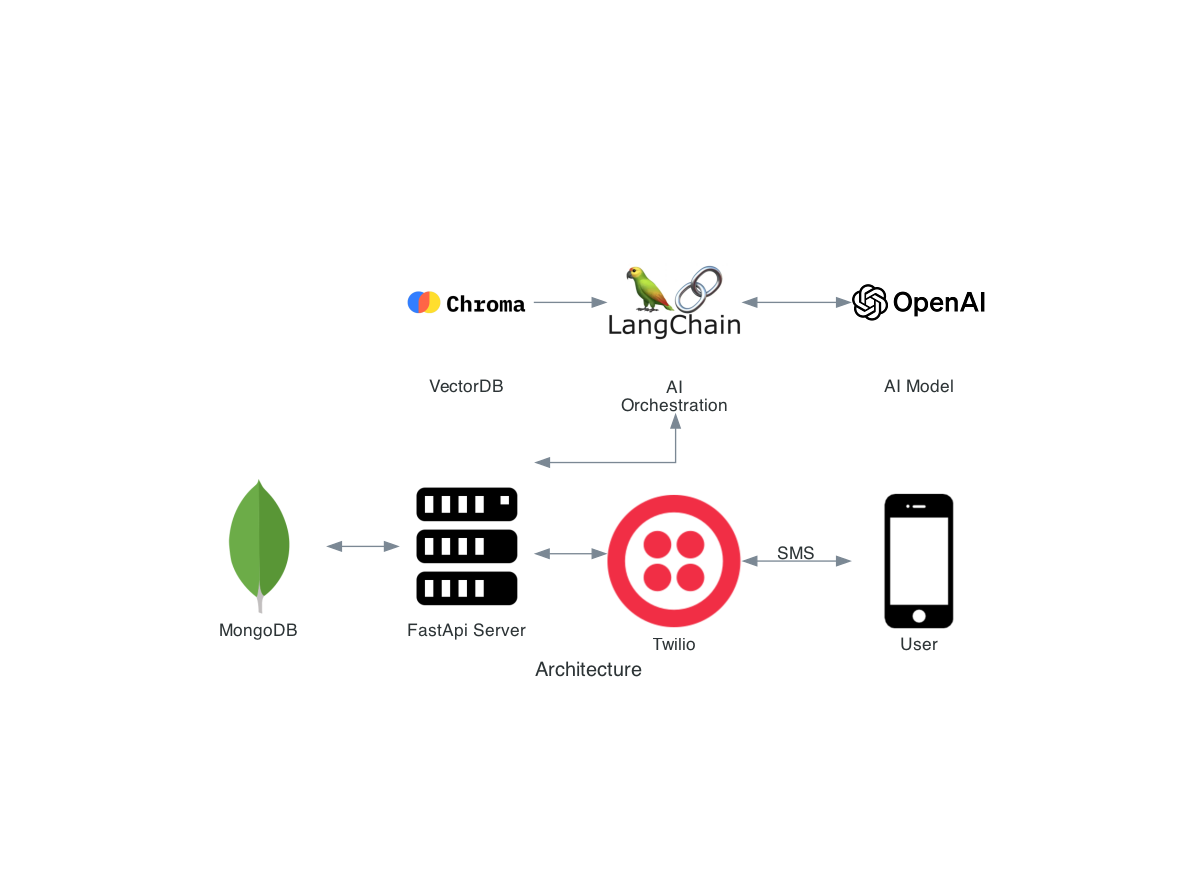 Chroma
LangChain
OpenAI
VectorDB
AI
Orchestration
AI Model
SMS
MongoDB
FastApi Server
Twilio
User
Architecture